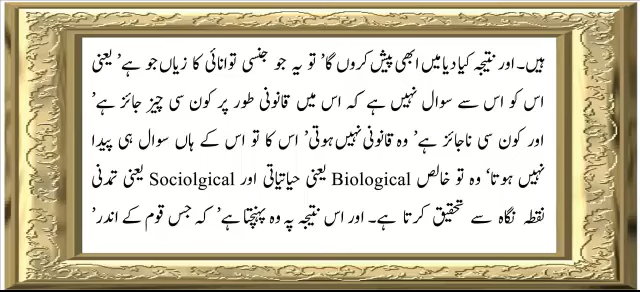 ہیں۔ اور نتیجہ کیا دیا میں ابھی پیش کروں گا‘ تو یہ جو جنسی توانائی کا زیاں جو ہے‘ یعنی
اس کو اس سے سوال نہیں ہے کہ اس میں قانونی طور پر کون سی چیز جائز ہے‘
اور کون سی ناجائز ہے‘ وہ قانونی نہیں ہوتی‘ اس کا تو اس کے ہاں سوال ہی پیدا
نہیں ہوتا‘ وہ تو خالص Biological یعنی حیاتیاتی اور Sociolgical یعنی تمدنی
نقطہ نگاہ سے تحقیق کرتا ہے۔ اور اس نتیجہ پہ وہ پہنچتا ہے‘ کہ جس قوم کے اندر‘